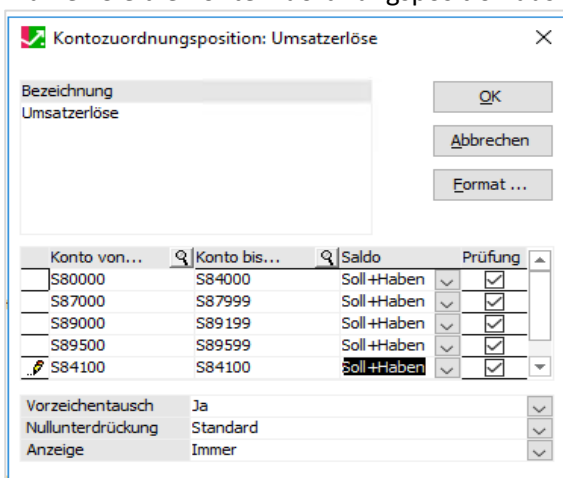 Kontozuordnungsposition: Umsatzerlöse
Bezeichnung
Umsatzerlöse
OK
Abbrechen
Format ...
Konto von... Konto bis... Saldo Prüfung
S80000 S84000 Soll+Haben
S87000 S87999 Soll+Haben
S89000 S89199 Soll+Haben
S89500 S89599 Soll+Haben
S84100 S84100 Soll+Haben
Vorzeichentausch Ja
Nullunterdrückung Standard
Anzeige Immer